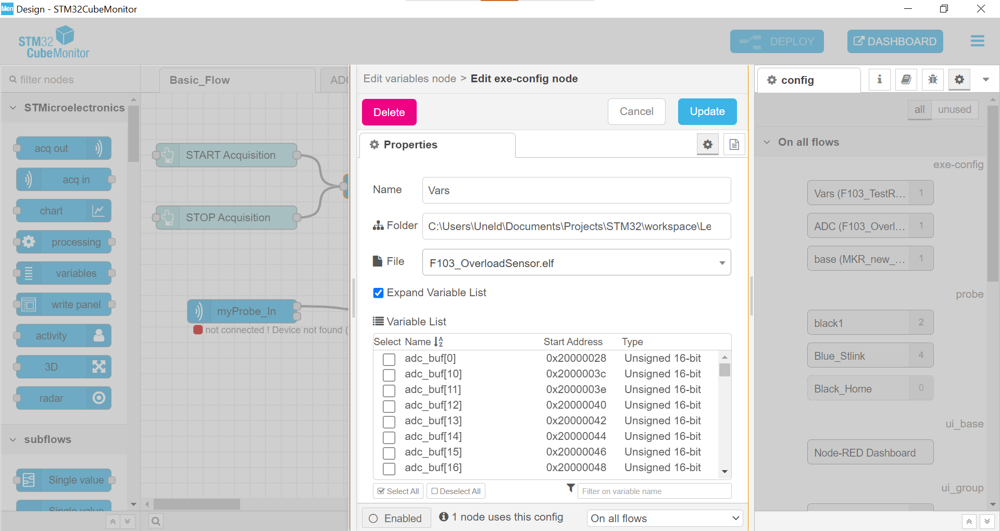 Mon Design - STM32CubeMonitor
STM32
CubeMonitor
DEPLOY
DASHBOARD
filter nodes
STMicroelectronics
acq out
acq in
chart
processing
variables
write panel
activity
3D
radar
subflows
Single value
Single value
Basic_Flow
ADC
START Acquisition
STOP Acquisition
myProbe_In
not connected ! Device not found (
Edit variables node > Edit exe-config node
Delete
Cancel
Update
Properties
Name
Vars
Folder
C:\Users\Uneld\Documents\Projects\STM32\workspace\Le
File
F103_OverloadSensor.elf
Expand Variable List
Variable List
Select Name Start Address Type
adc_buf[0] 0x20000028 Unsigned 16-bit
adc_buf[10] 0x2000003c Unsigned 16-bit
adc_buf[11] 0x2000003e Unsigned 16-bit
adc_buf[12] 0x20000040 Unsigned 16-bit
adc_buf[13] 0x20000042 Unsigned 16-bit
adc_buf[14] 0x20000044 Unsigned 16-bit
adc_buf[15] 0x20000046 Unsigned 16-bit
adc_buf[16] 0x20000048 Unsigned 16-bit
Select All Deselect All Filter on variable name
Enabled 1 node uses this config On all flows
config
all unused
On all flows
exe-config
Vars (F103_TestR... 1
ADC (F103_Overl... 1
base (MKR_new_... 1
probe
black1 2
Blue_Stlink 4
Black_Home 0
ui_base
Node-RED Dashboard
ui_group